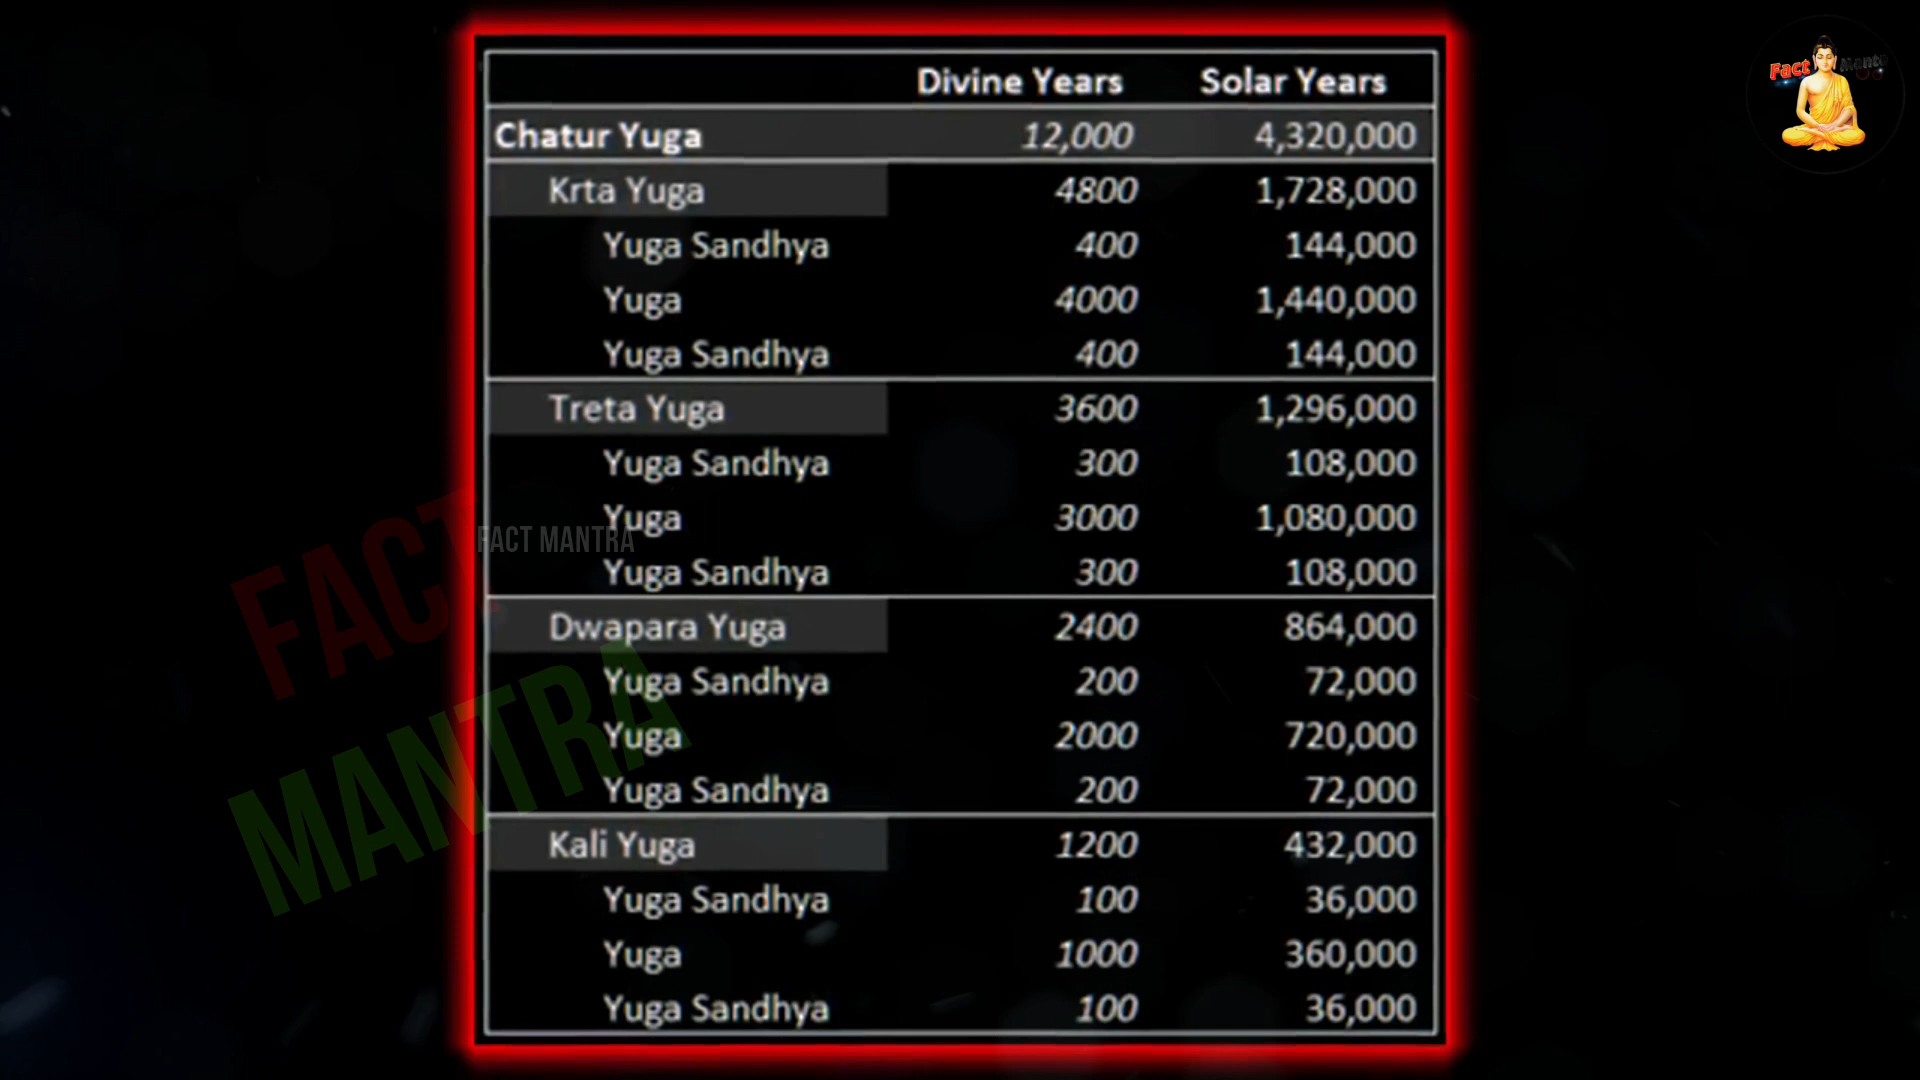 Divine Years Solar Years
Chatur Yuga 12,000 4,320,000
Krta Yuga 4800 1,728,000
Yuga Sandhya 400 144,000
Yuga 4000 1,440,000
Yuga Sandhya 400 144,000
Treta Yuga 3600 1,296,000
Yuga Sandhya 300 108,000
Yuga 3000 1,080,000
Yuga Sandhya 300 108,000
Dwapara Yuga 2400 864,000
Yuga Sandhya 200 72,000
Yuga 2000 720,000
Yuga Sandhya 200 72,000
Kali Yuga 1200 432,000
Yuga Sandhya 100 36,000
Yuga 1000 360,000
Yuga Sandhya 100 36,000
FACT MANTRA
FACT
MANTRA
Fact Mantra